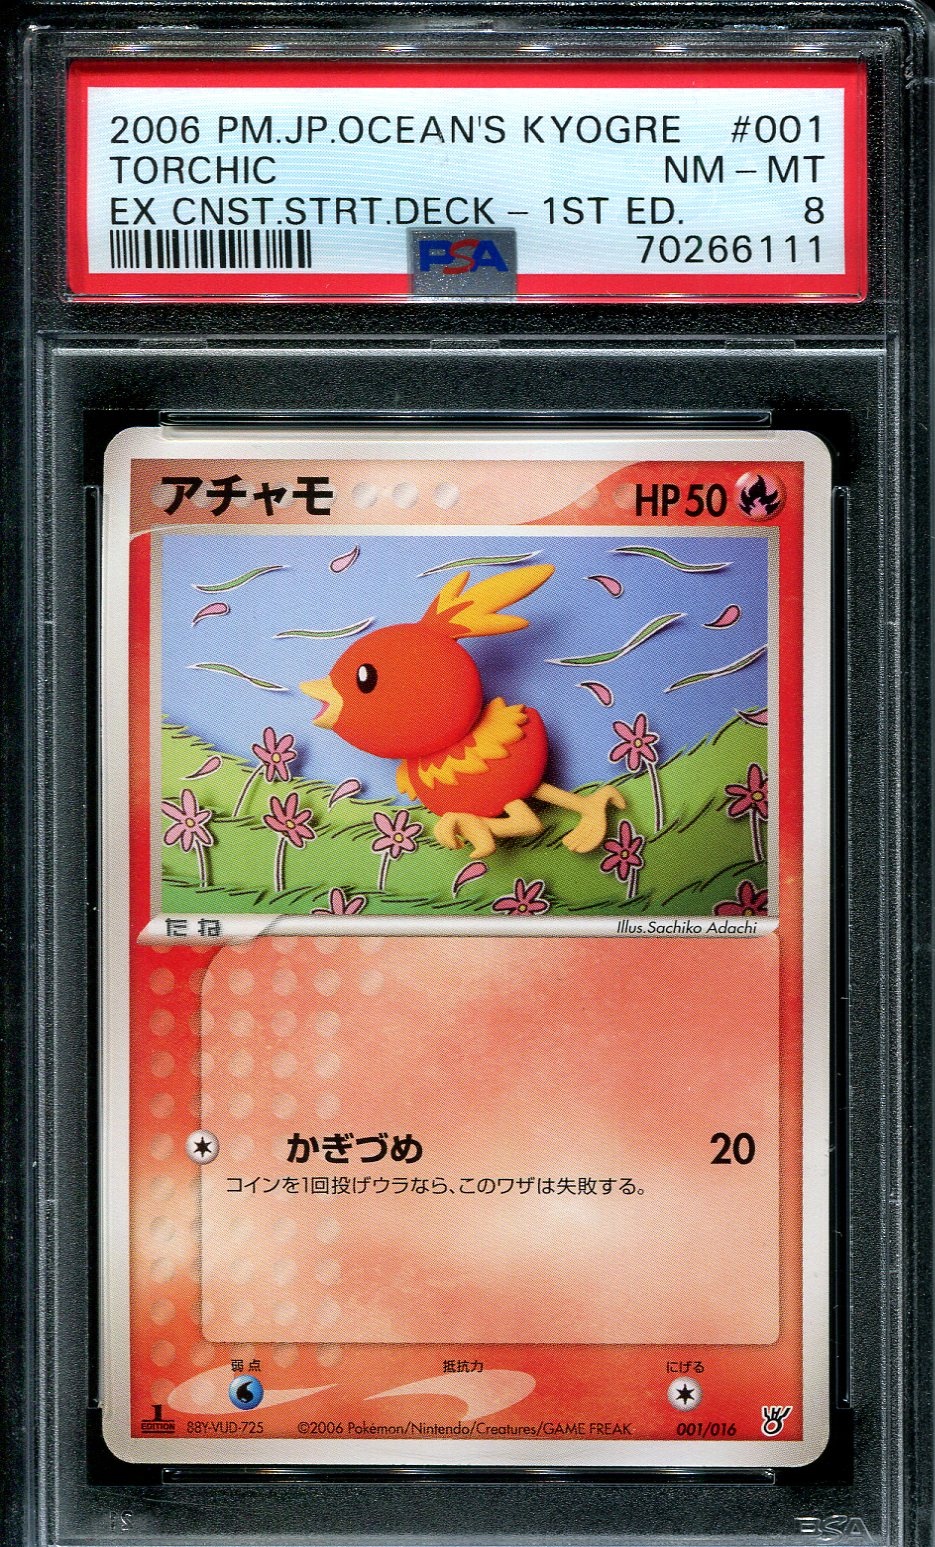 2006 PM.JP.OCEAN'S KYOGRE #001
TORCHIC NM - MT
EX CNST.STRT.DECK - 1ST ED. 8
PSA 70266111
アチャモ HP50
たね Illus.Sachiko Adachi
かぎづめ 20
コインを1回投げウラなら、このワザは失敗する。
弱点 抵抗力 にげる
1 EDITION 88Y-VUD-725 ©2006 Pokémon/Nintendo/Creatures/GAME FREAK 001/016
PSA